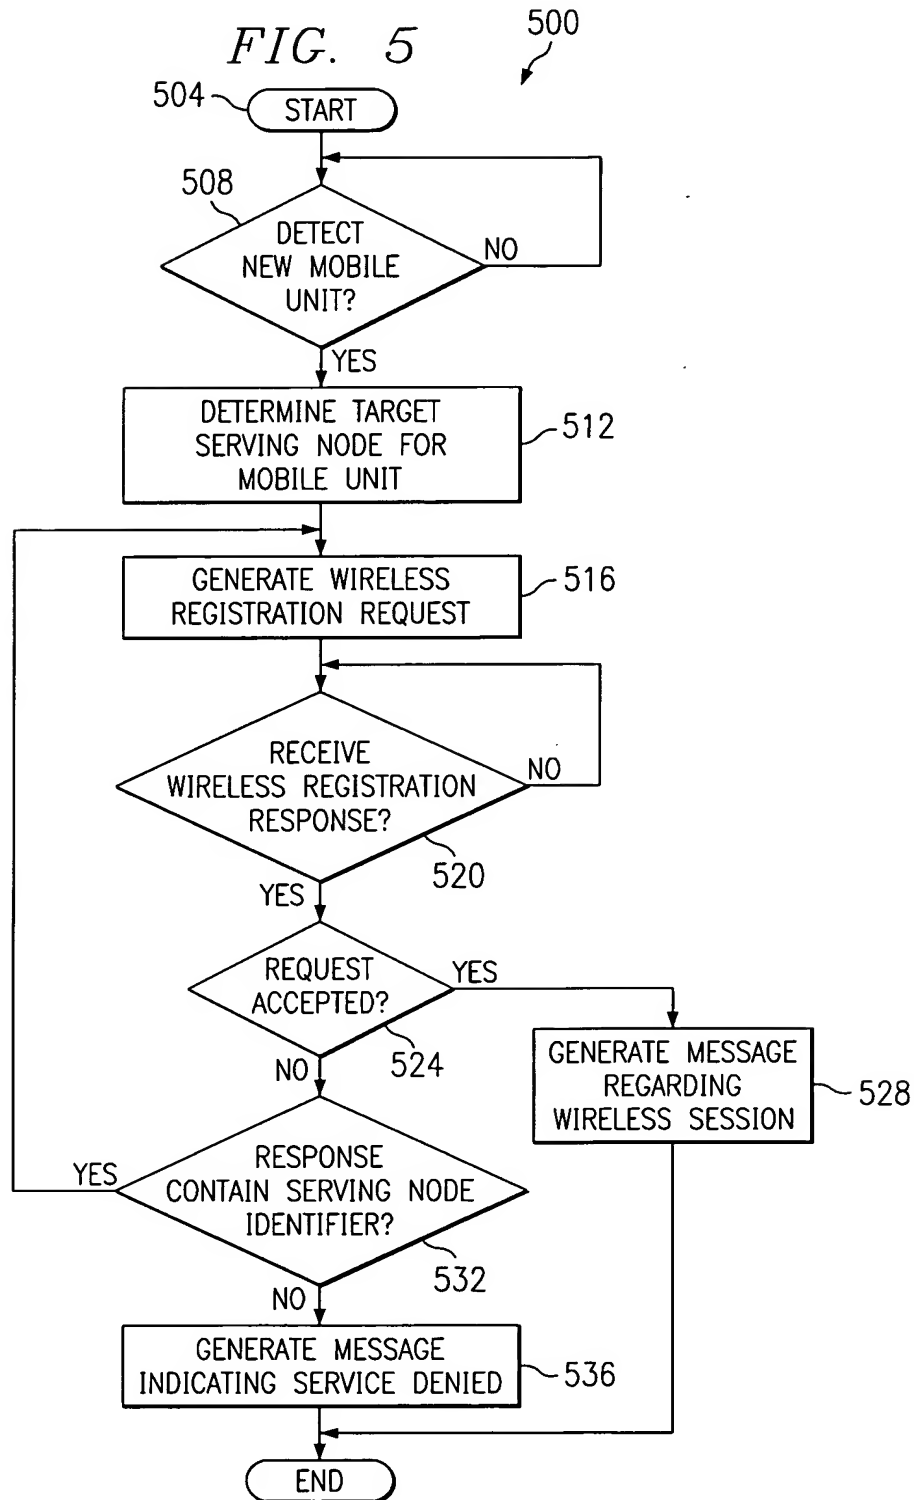 FIG. 5
500
504
START
508
DETECT
NEW MOBILE
UNIT?
NO
YES
DETERMINE TARGET
SERVING NODE FOR
MOBILE UNIT
512
GENERATE WIRELESS
REGISTRATION REQUEST
516
RECEIVE
WIRELESS REGISTRATION
RESPONSE?
NO
520
YES
REQUEST
ACCEPTED?
YES
524
NO
GENERATE MESSAGE
REGARDING
WIRELESS SESSION
528
RESPONSE
CONTAIN SERVING NODE
IDENTIFIER?
YES
532
NO
GENERATE MESSAGE
INDICATING SERVICE DENIED
536
END